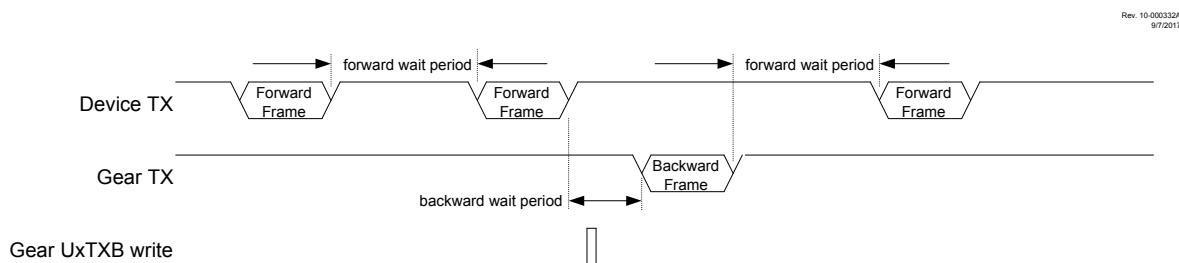 Rev. 10-000332A
9/7/2017
forward wait period
forward wait period
Device TX
Forward
Frame
Forward
Frame
Forward
Frame
Gear TX
Backward
Frame
backward wait period
Gear UxTXB write